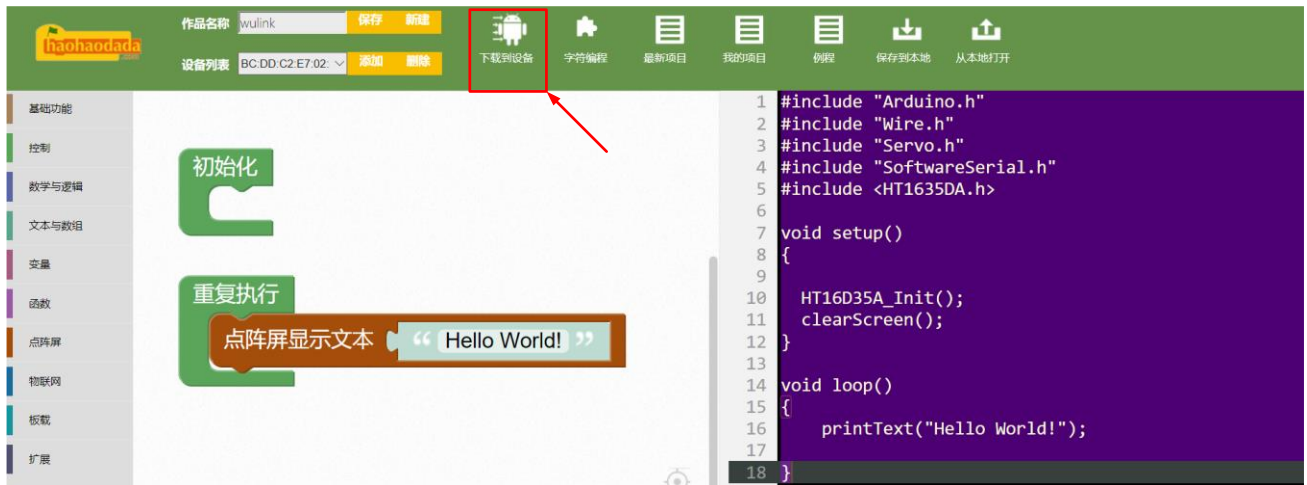 haohaodada
作品名称 wulink 保存 新建
设备列表 BC:DD:C2:E7:02: 添加 删除
下载到设备 字符编程 最新项目 我的项目 例程 保存到本地 从本地打开
基础功能
控制
数学与逻辑
文本与数组
变量
函数
点阵屏
物联网
板载
扩展
初始化
重复执行
点阵屏显示文本 “ Hello World! ”
1 #include "Arduino.h"
2 #include "Wire.h"
3 #include "Servo.h"
4 #include "SoftwareSerial.h"
5 #include <HT1635DA.h>
6
7 void setup()
8 {
9
10 HT16D35A_Init();
11 clearScreen();
12 }
13
14 void loop()
15 {
16 printText("Hello World!");
17
18 }